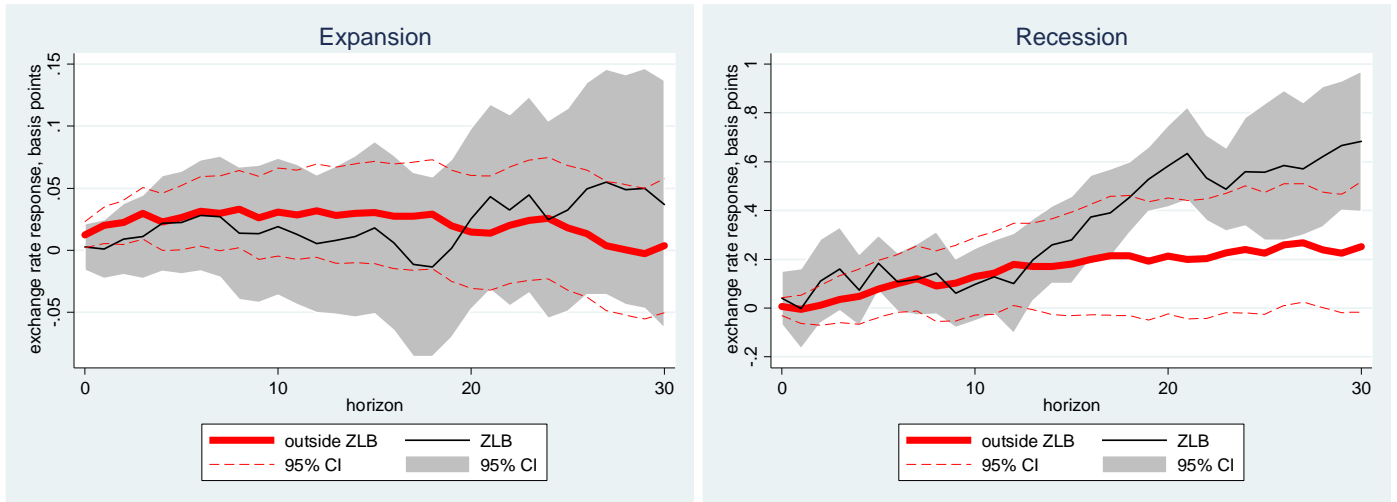 Expansion
exchange rate response, basis points
.15
.1
.05
0
-.05
0
10
20
30
horizon
outside ZLB
ZLB
95% CI
95% CI
Recession
exchange rate response, basis points
1
.8
.6
.4
.2
0
-.2
0
10
20
30
horizon
outside ZLB
ZLB
95% CI
95% CI